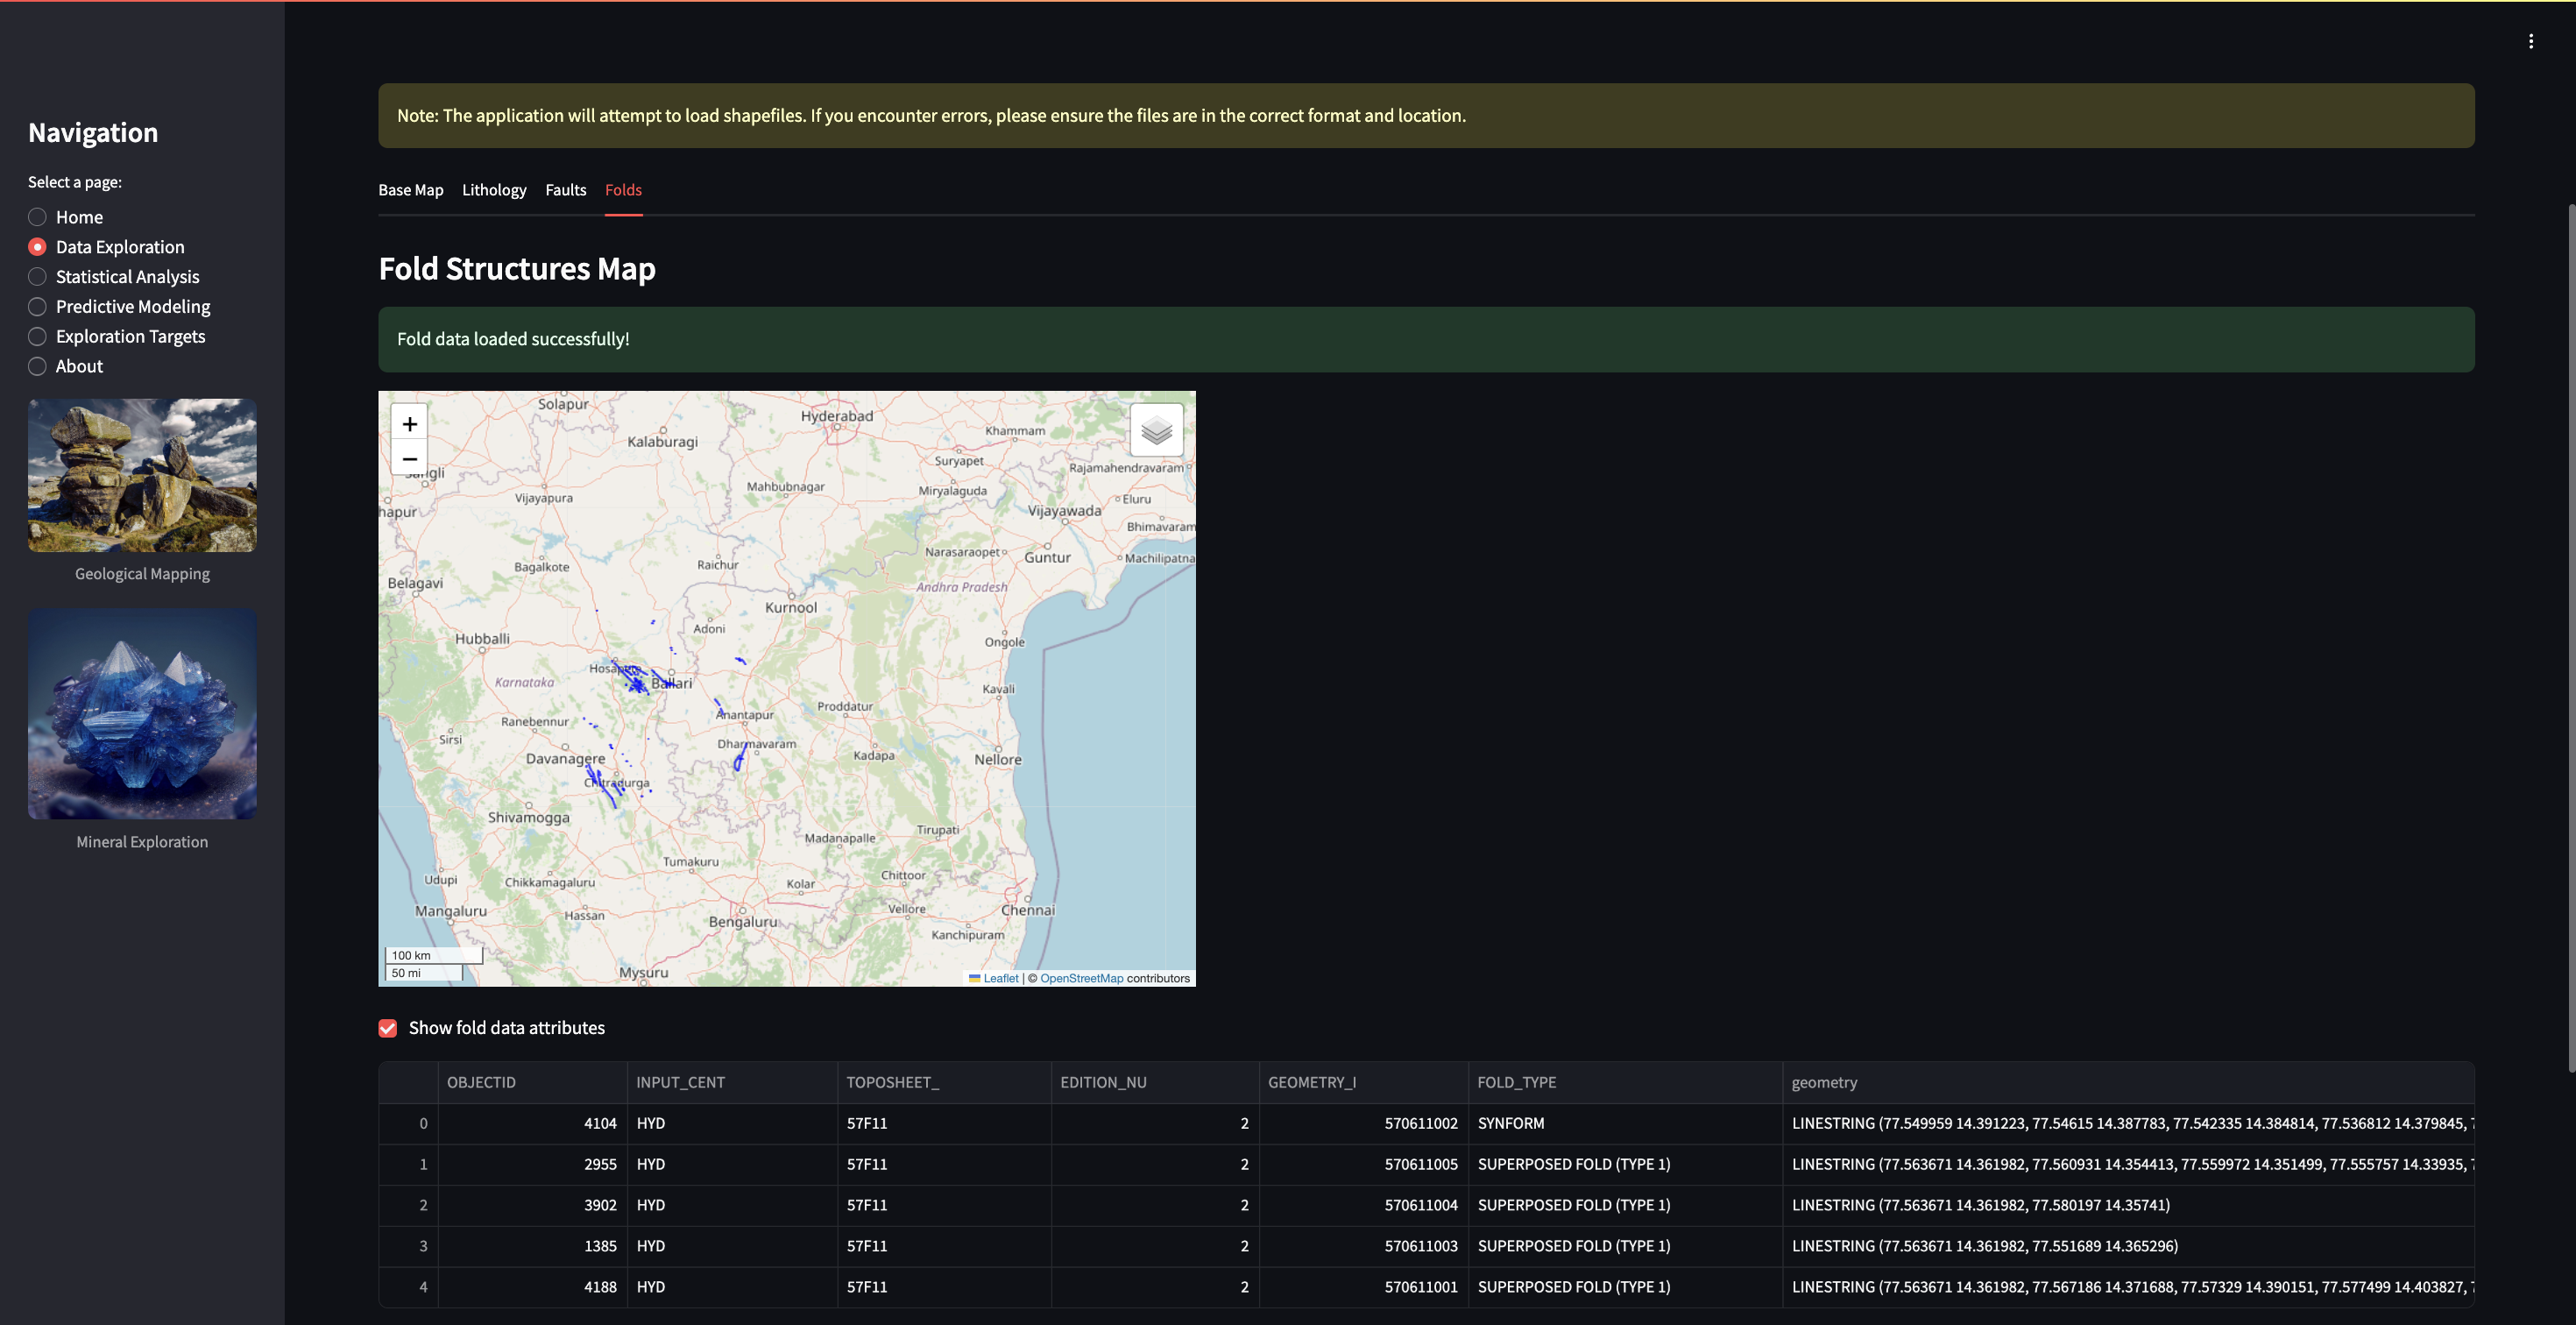 Navigation
Select a page:
Home
Data Exploration
Statistical Analysis
Predictive Modeling
Exploration Targets
About
Geological Mapping
Mineral Exploration
Note: The application will attempt to load shapefiles. If you encounter errors, please ensure the files are in the correct format and location.
Base Map Lithology Faults Folds
Fold Structures Map
Fold data loaded successfully!
+
−
Solapur
Hyderabad
Kalaburagi
Khammam
Suryapet
Rajamahendravaram
Mahbubnagar
Miryalaguda
Vijayapura
Eluru
hapur
Vijayawada
Bhimavaram
Narasaraopet
Guntur
Machilipatna
Bagalkote
Raichur
Belagavi
Andhra Pradesh
Kurnool
Adoni
Hubballi
Ongole
Ballari
Karnataka
Kavali
Proddatur
Anantapur
Ranebennur
Sirsi
Dharmavaram
Davanagere
Kadapa
Nellore
Chitradurga
Shivamogga
Tirupati
Madanapalle
Tumakuru
Udupi
Chikkamagaluru
Kolar
Chittoor
Mangaluru
Hassan
Bengaluru
Vellore
Chennai
Kanchipuram
Mysuru
100 km
50 mi
Leaflet | © OpenStreetMap contributors
Show fold data attributes
OBJECTID INPUT_CENT TOPOSHEET_ EDITION_NU GEOMETRY_I FOLD_TYPE geometry
0 4104 HYD 57F11 2 570611002 SYNFORM LINESTRING (77.549959 14.391223, 77.54615 14.387783, 77.542335 14.384814, 77.536812 14.379845,
1 2955 HYD 57F11 2 570611005 SUPERPOSED FOLD (TYPE 1) LINESTRING (77.563671 14.361982, 77.560931 14.354413, 77.559972 14.351499, 77.555757 14.33935,
2 3902 HYD 57F11 2 570611004 SUPERPOSED FOLD (TYPE 1) LINESTRING (77.563671 14.361982, 77.580197 14.35741)
3 1385 HYD 57F11 2 570611003 SUPERPOSED FOLD (TYPE 1) LINESTRING (77.563671 14.361982, 77.551689 14.365296)
4 4188 HYD 57F11 2 570611001 SUPERPOSED FOLD (TYPE 1) LINESTRING (77.563671 14.361982, 77.567186 14.371688, 77.57329 14.390151, 77.577499 14.403827,